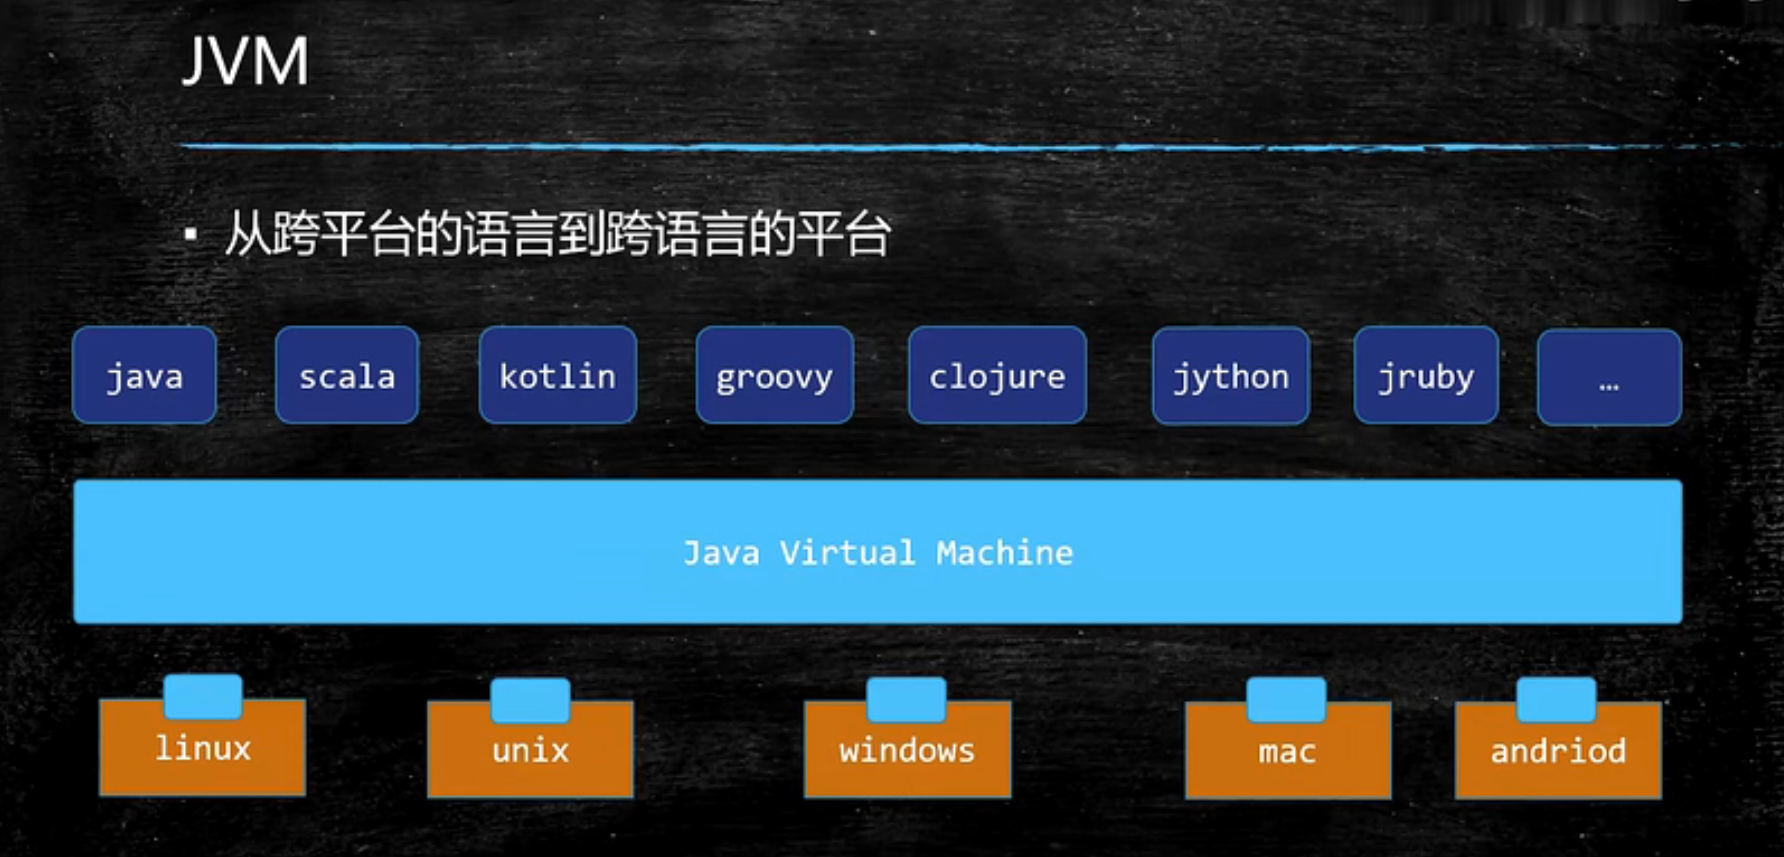 JVM
▪ 从跨平台的语言到跨语言的平台
java scala kotlin groovy clojure jython jruby …
Java Virtual Machine
linux unix windows mac andriod